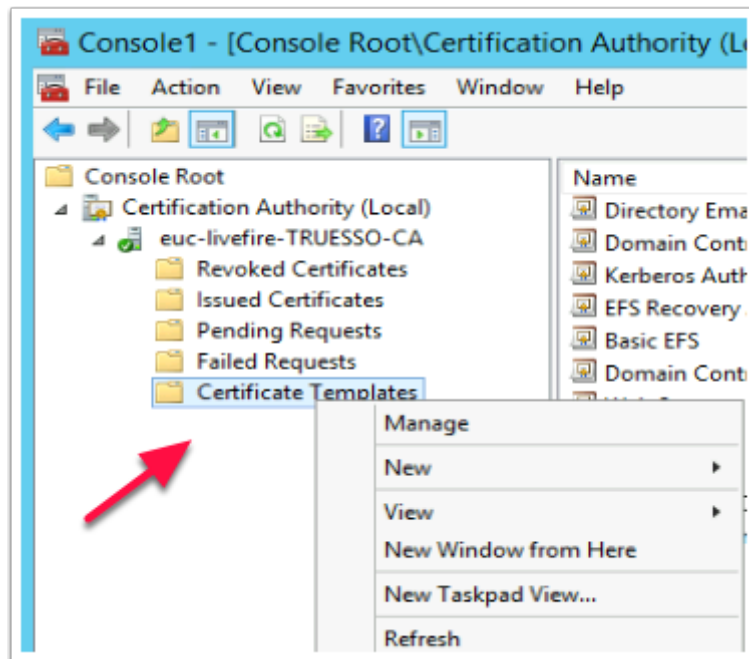 Console1 - [Console Root\Certification Authority (L
File Action View Favorites Window Help
Console Root
Certification Authority (Local)
euc-livefire-TRUESSO-CA
Revoked Certificates
Issued Certificates
Pending Requests
Failed Requests
Certificate Templates
Name
Directory Ema
Domain Cont
Kerberos Auth
EFS Recovery
Basic EFS
Domain Cont
Manage
New
View
New Window from Here
New Taskpad View...
Refresh